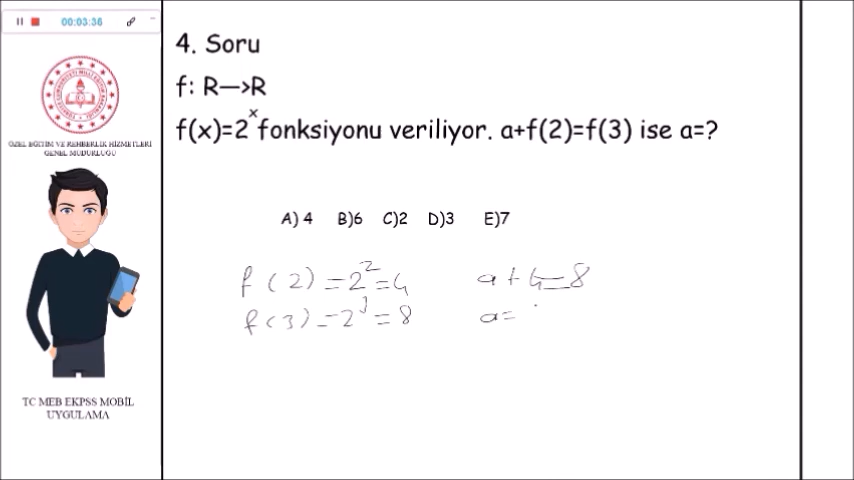 00:03:36
4. Soru
f: R—>R
f(x)=2^x fonksiyonu veriliyor. a+f(2)=f(3) ise a=?
ÖZEL EĞİTİM VE REHBERLİK HİZMETLERİ
GENEL MÜDÜRLÜĞÜ
A) 4 B)6 C)2 D)3 E)7
f(2)=2^2=4 a+4=8
f(3)=2^3=8 a=
TC MEB EKPSS MOBİL
UYGULAMA